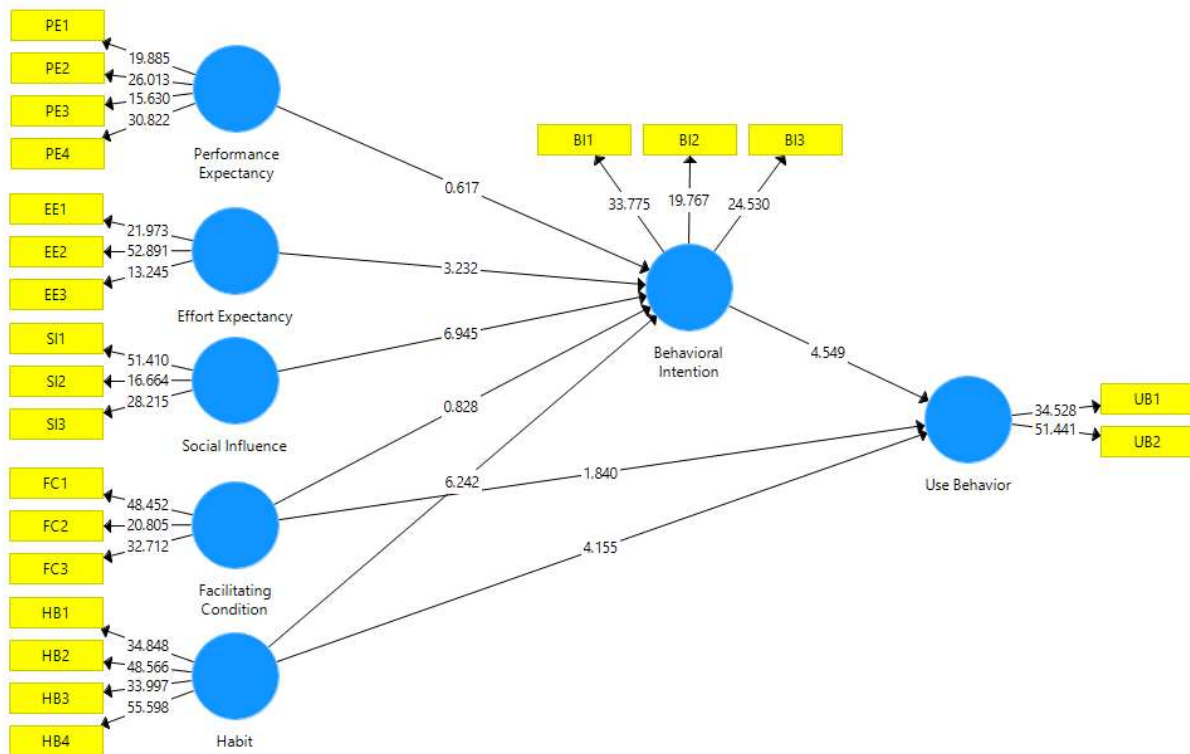 PE1
19.885
PE2
26.013
PE3
15.630
PE4
30.822
Performance
Expectancy
EE1
21.973
EE2
52.891
EE3
13.245
Effort Expectancy
SI1
51.410
SI2
16.664
SI3
28.215
Social Influence
FC1
48.452
FC2
20.805
FC3
32.712
Facilitating
Condition
HB1
34.848
HB2
48.566
HB3
33.997
HB4
55.598
Habit
0.617
3.232
6.945
0.828
6.242
1.840
4.155
BI1
BI2
BI3
33.775
19.767
24.530
Behavioral
Intention
4.549
Use Behavior
34.528
UB1
51.441
UB2